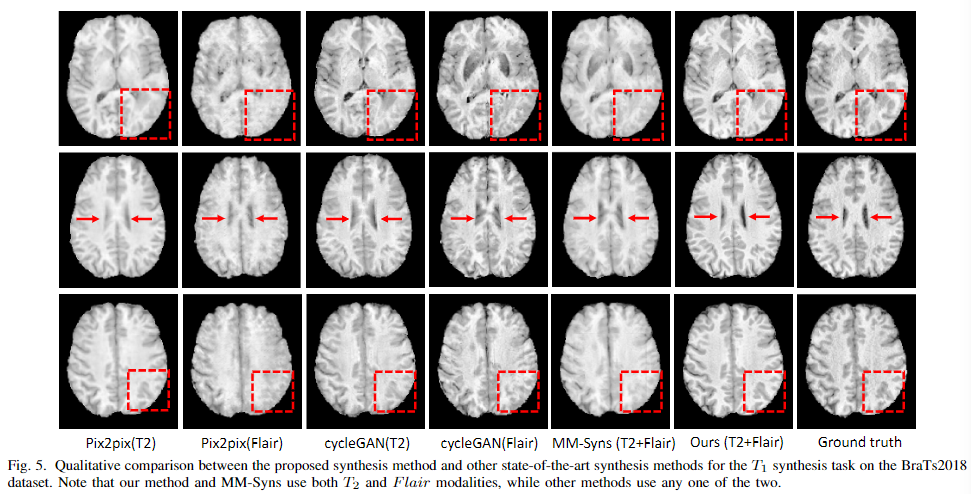 Pix2pix(T2) Pix2pix(Flair) cycleGAN(T2) cycleGAN(Flair) MM-Syns (T2+Flair) Ours (T2+Flair) Ground truth
Fig. 5. Qualitative comparison between the proposed synthesis method and other state-of-the-art synthesis methods for the T₁ synthesis task on the BraTs2018
dataset. Note that our method and MM-Syns use both T₂ and Flair modalities, while other methods use any one of the two.